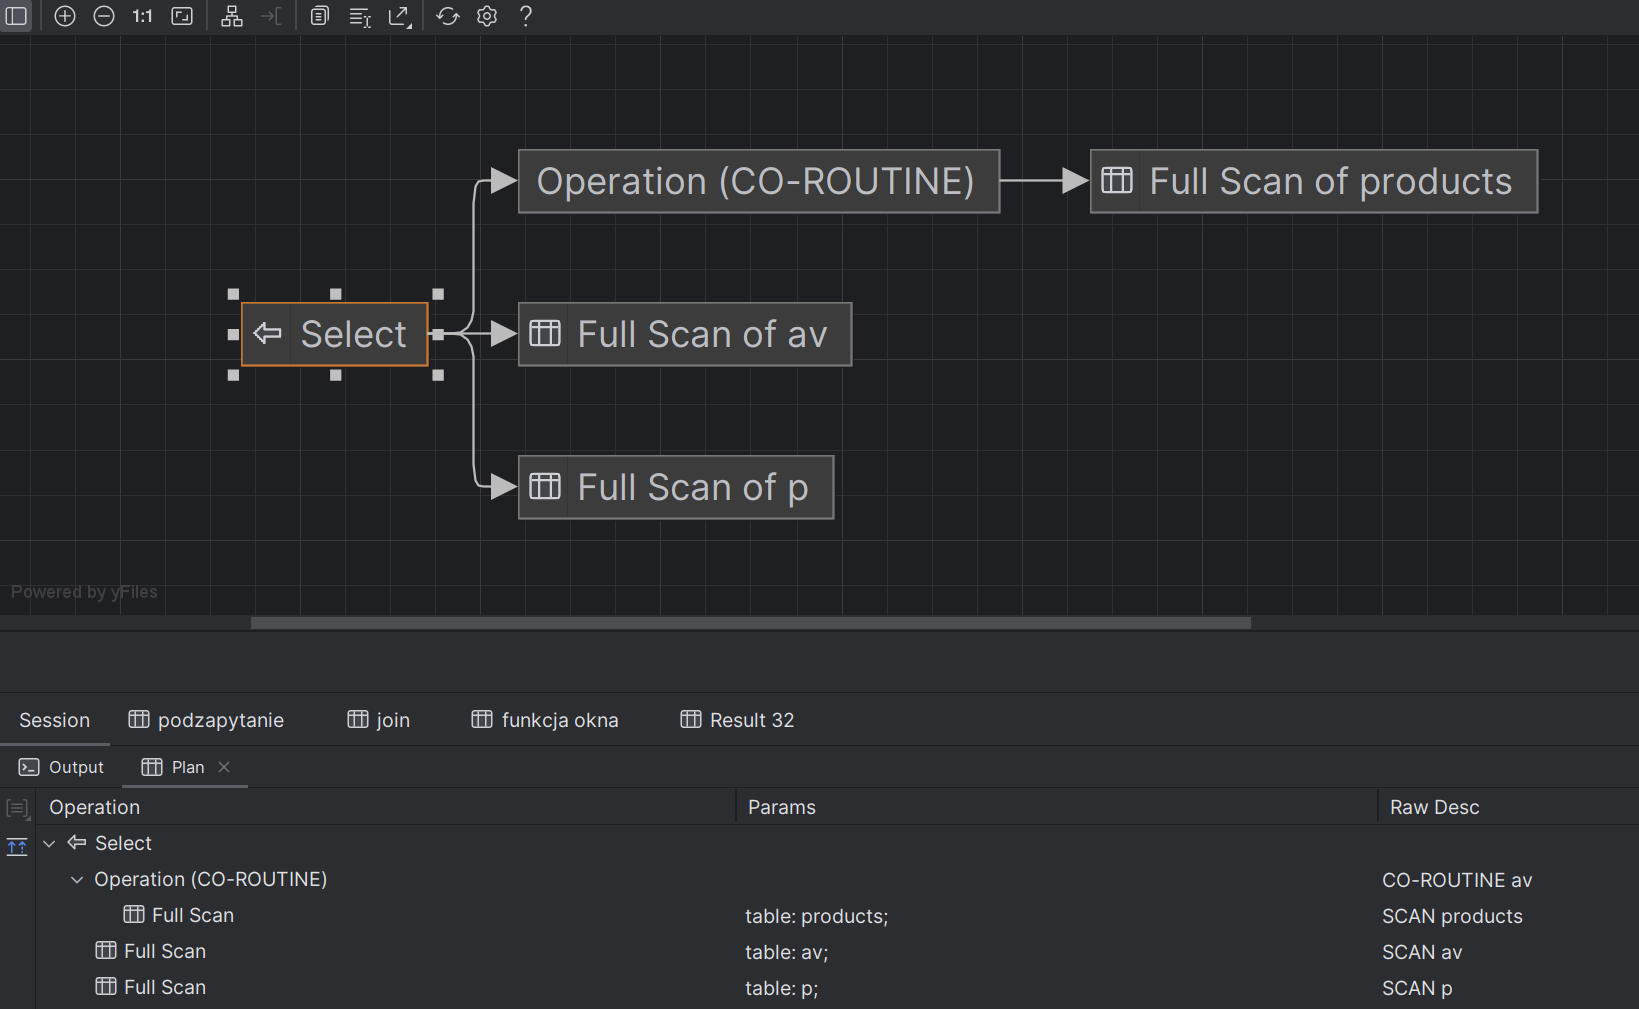 1:1
Operation (CO-ROUTINE)
Full Scan of products
Select
Full Scan of av
Full Scan of p
Powered by yFiles
Session podzapytanie join funkcja okna Result 32
Output Plan
Operation Params Raw Desc
Select
Operation (CO-ROUTINE) CO-ROUTINE av
Full Scan table: products; SCAN products
Full Scan table: av; SCAN av
Full Scan table: p; SCAN p